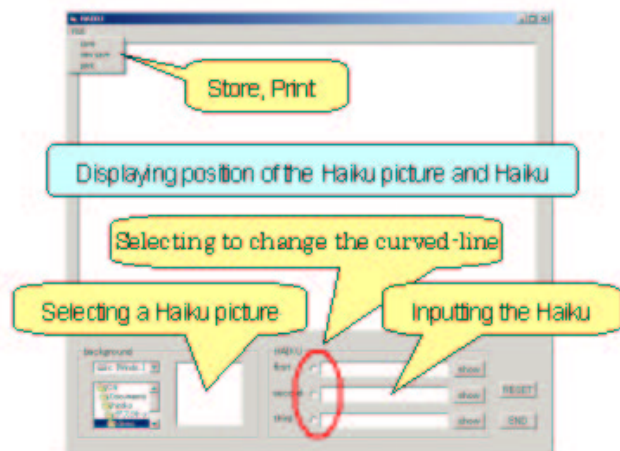 HAIKU
Store, Print
Displaying position of the Haiku picture and Haiku
Selecting to change the curved-line
Selecting a Haiku picture
Inputting the Haiku
background
HAIKU
first
show
second
show
RESET
show
END